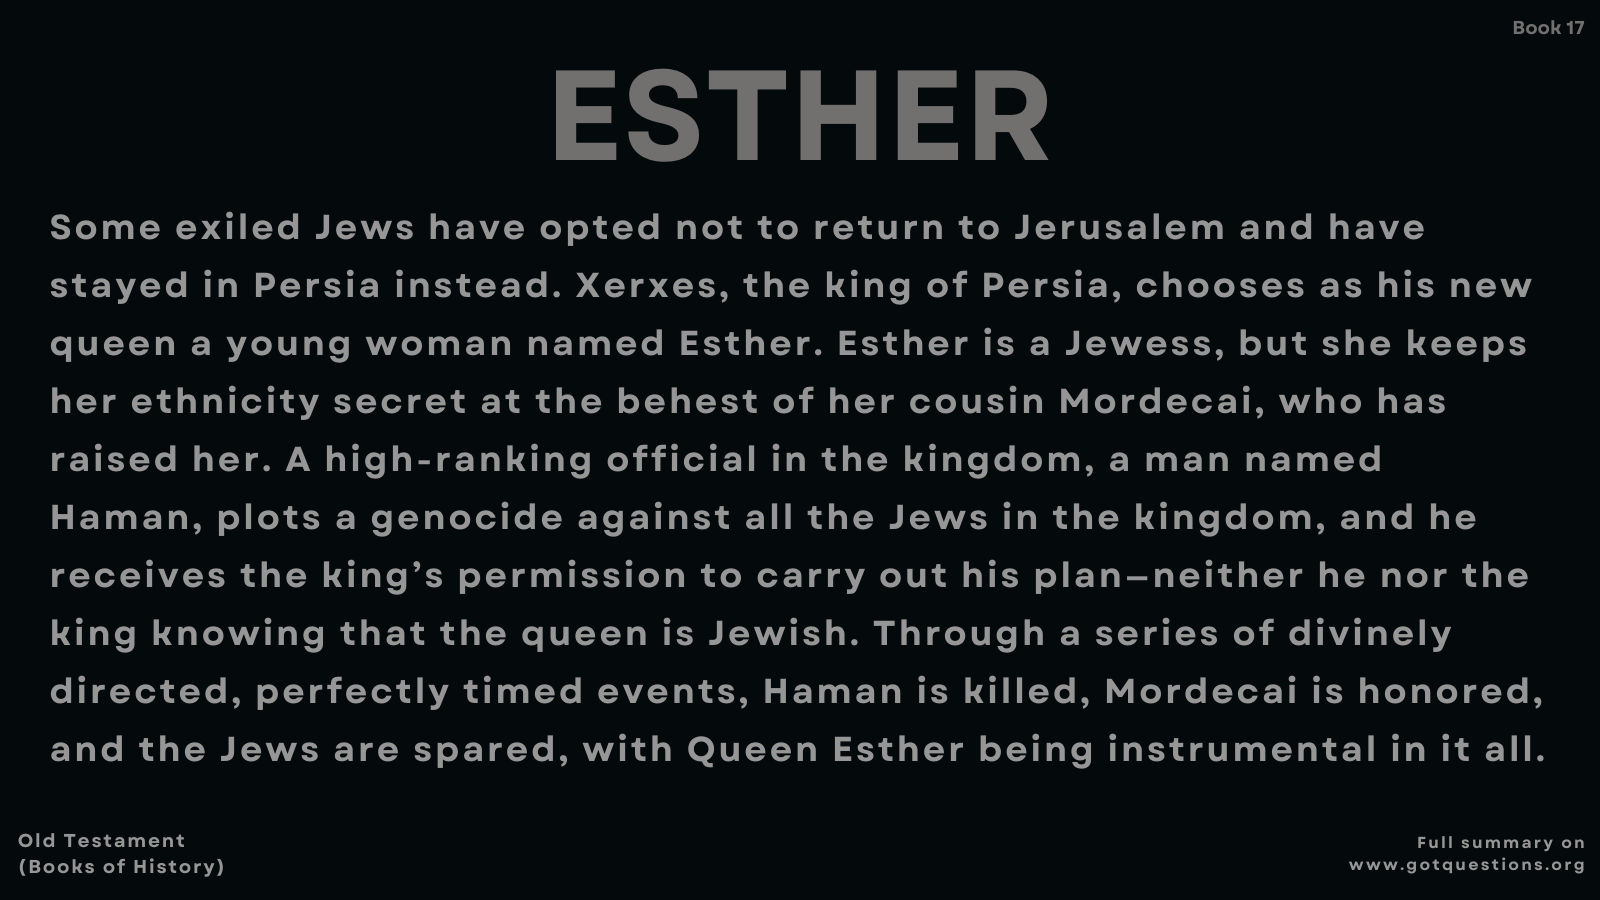 Book 17
ESTHER
Some exiled Jews have opted not to return to Jerusalem and have
stayed in Persia instead. Xerxes, the king of Persia, chooses as his new
queen a young woman named Esther. Esther is a Jewess, but she keeps
her ethnicity secret at the behest of her cousin Mordecai, who has
raised her. A high-ranking official in the kingdom, a man named
Haman, plots a genocide against all the Jews in the kingdom, and he
receives the king’s permission to carry out his plan—neither he nor the
king knowing that the queen is Jewish. Through a series of divinely
directed, perfectly timed events, Haman is killed, Mordecai is honored,
and the Jews are spared, with Queen Esther being instrumental in it all.
Old Testament
(Books of History)
Full summary on
www.gotquestions.org